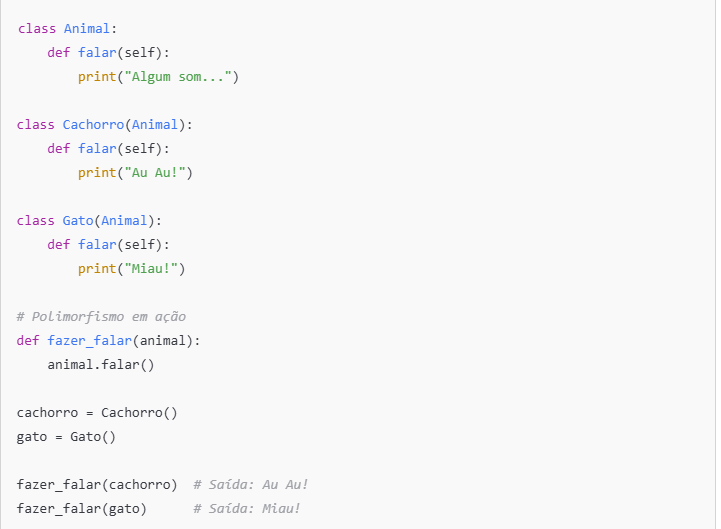 class Animal:
    def falar(self):
        print("Algum som...")

class Cachorro(Animal):
    def falar(self):
        print("Au Au!")

class Gato(Animal):
    def falar(self):
        print("Miau!")

# Polimorfismo em ação
def fazer_falar(animal):
    animal.falar()

cachorro = Cachorro()
gato = Gato()

fazer_falar(cachorro)  # Saída: Au Au!
fazer_falar(gato)      # Saída: Miau!